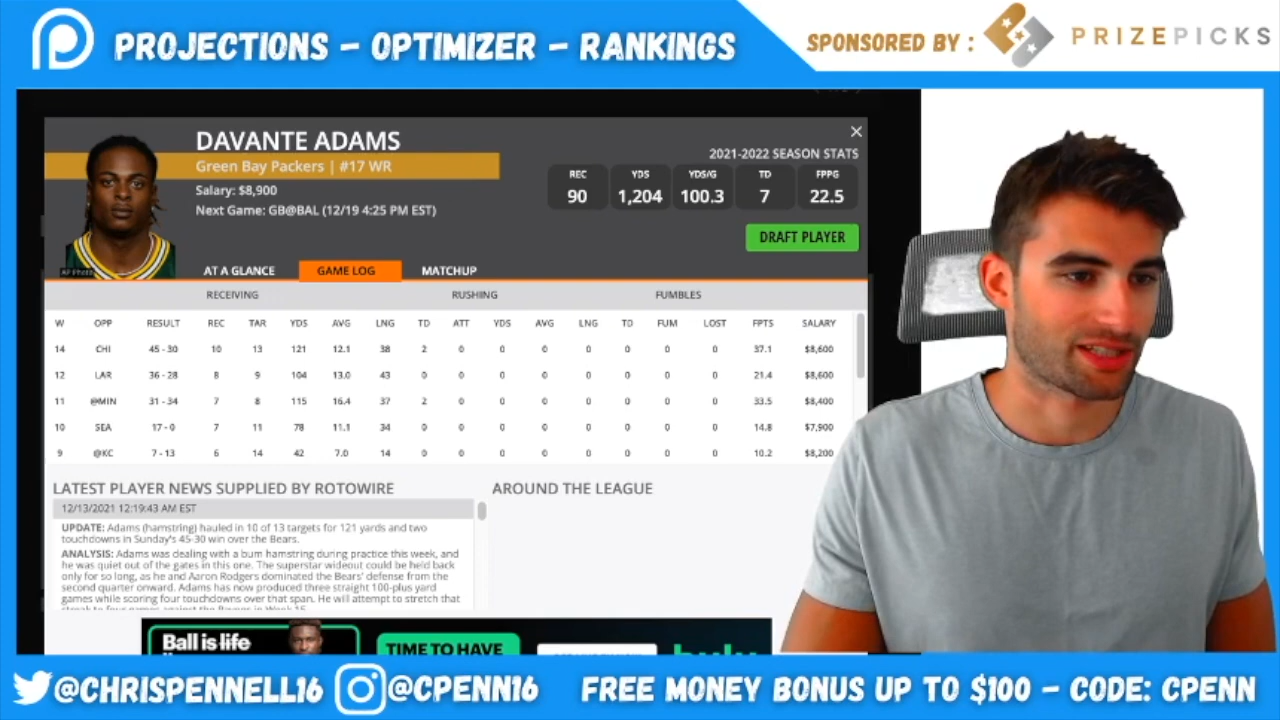 PROJECTIONS – OPTIMIZER – RANKINGS
SPONSORED BY : PRIZEPICKS
DAVANTE ADAMS
Green Bay Packers | #17 WR
Salary: $8,900
Next Game: GB@BAL (12/19 4:25 PM EST)
2021-2022 SEASON STATS
REC YDS YDS/G TD FPPG
90 1,204 100.3 7 22.5
DRAFT PLAYER
AT A GLANCE GAME LOG MATCHUP
RECEIVING RUSHING FUMBLES
W OPP RESULT REC TAR YDS AVG LNG TD ATT YDS AVG LNG TD FUM LOST FPTS SALARY
14 CHI 45 - 30 10 13 121 12.1 38 2 0 0 0 0 0 0 0 37.1 $8,600
12 LAR 36 - 28 8 9 104 13.0 43 0 0 0 0 0 0 0 0 21.4 $8,600
11 @MIN 31 - 34 7 8 115 16.4 37 2 0 0 0 0 0 0 0 33.5 $8,400
10 SEA 17 - 0 7 11 78 11.1 34 0 0 0 0 0 0 0 0 14.8 $7,900
9 @KC 7 - 13 6 14 42 7.0 14 0 0 0 0 0 0 0 0 10.2 $8,200
LATEST PLAYER NEWS SUPPLIED BY ROTOWIRE
AROUND THE LEAGUE
12/13/2021 12:19:43 AM EST
UPDATE: Adams (hamstring) hauled in 10 of 13 targets for 121 yards and two
touchdowns in Sunday's 45-30 win over the Bears.
ANALYSIS: Adams was dealing with a bum hamstring during practice this week, and
he was quiet out of the gates in this one. The superstar wideout could be held back
only for so long, as he and Aaron Rodgers dominated the Bears' defense from the
second quarter onward. Adams has now produced three straight 100-plus yard
games while scoring four touchdowns over that span. He will attempt to stretch that
streak to four games against the Ravens in Week 15.
Ball is life
TIME TO HAVE
hulu
@CHRISPENNELL16 @CPENN16 FREE MONEY BONUS UP TO $100 – CODE: CPENN